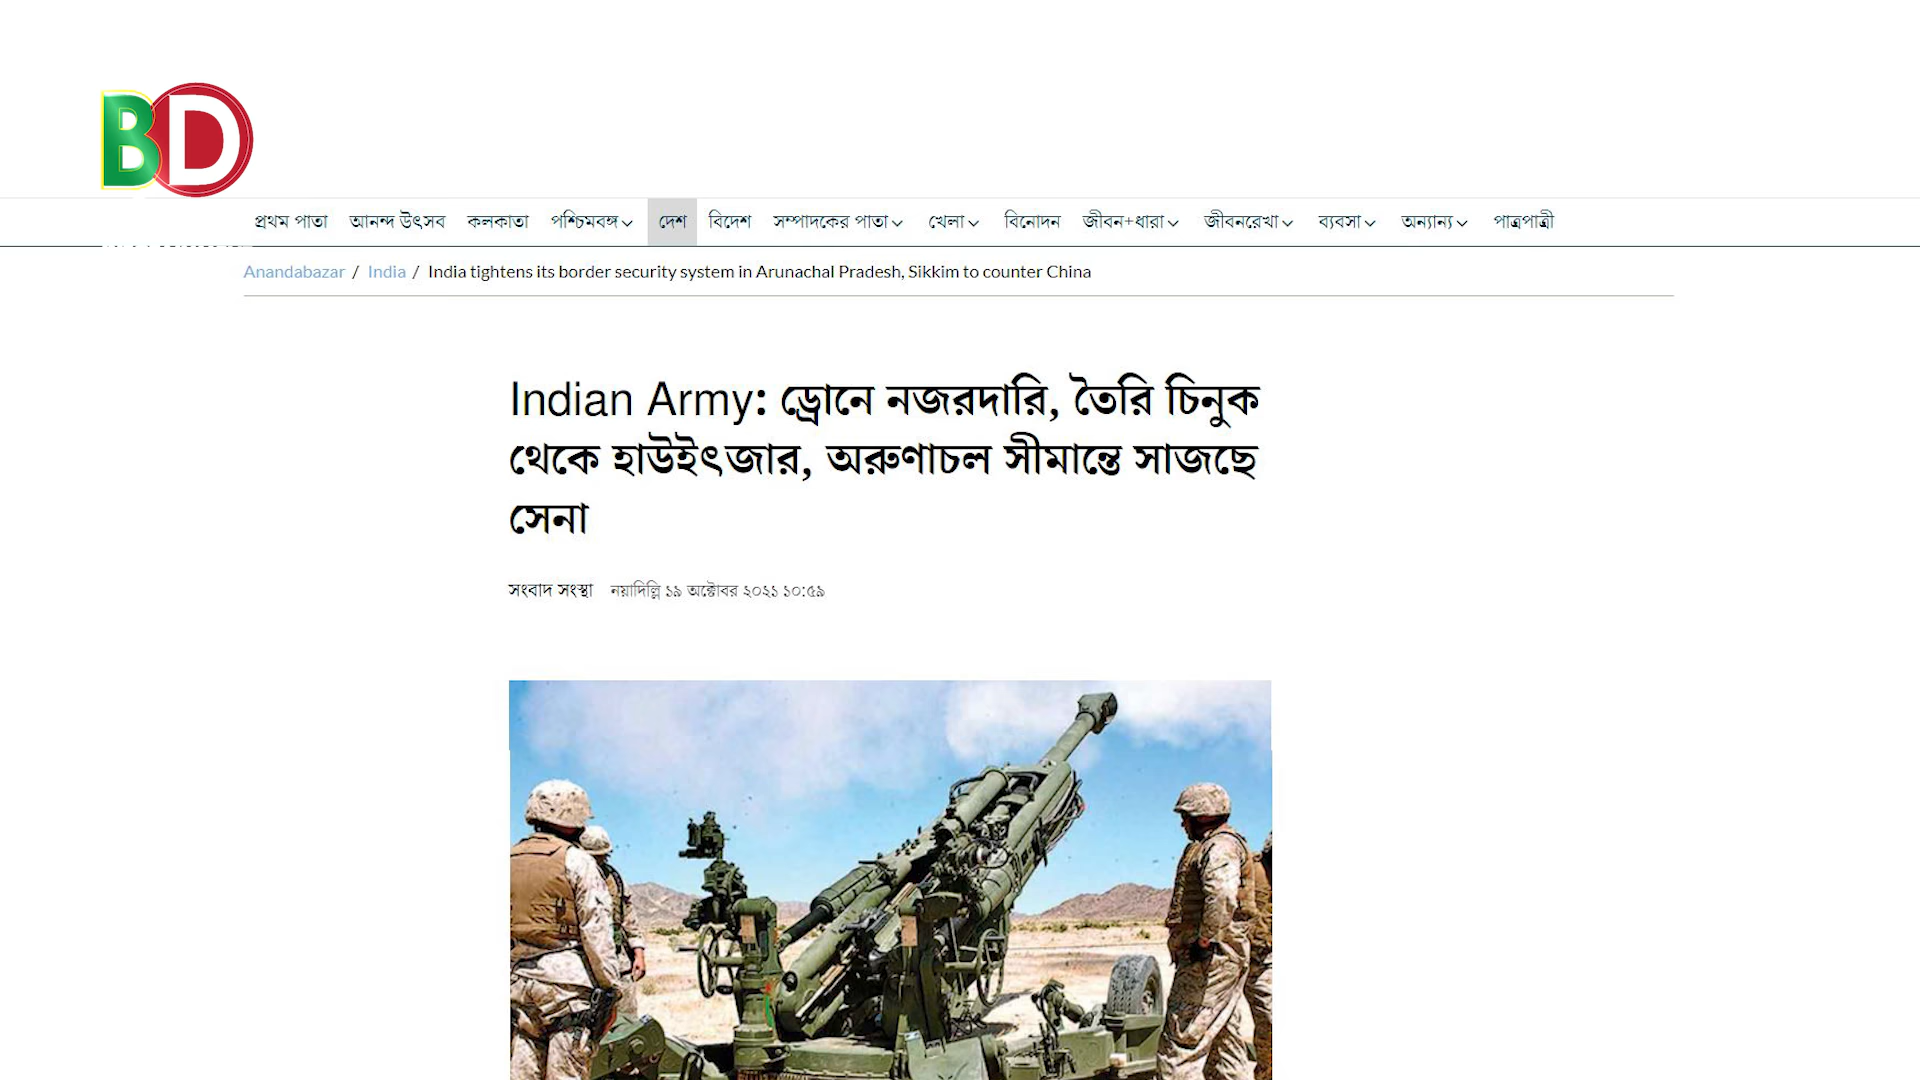 BD
প্রথম পাতা আনন্দ উৎসব কলকাতা পশ্চিমবঙ্গ দেশ বিদেশ সম্পাদকের পাতা খেলা বিনোদন জীবন+ধারা জীবনরেখা ব্যবসা অন্যান্য পাত্রপাত্রী
Anandabazar / India / India tightens its border security system in Arunachal Pradesh, Sikkim to counter China
Indian Army: ড্রোনে নজরদারি, তৈরি চিনুক
থেকে হাউইৎজার, অরুণাচল সীমান্তে সাজছে
সেনা
সংবাদ সংস্থা নয়াদিল্লি ১৯ অক্টোবর ২০২১ ১০:৫৯